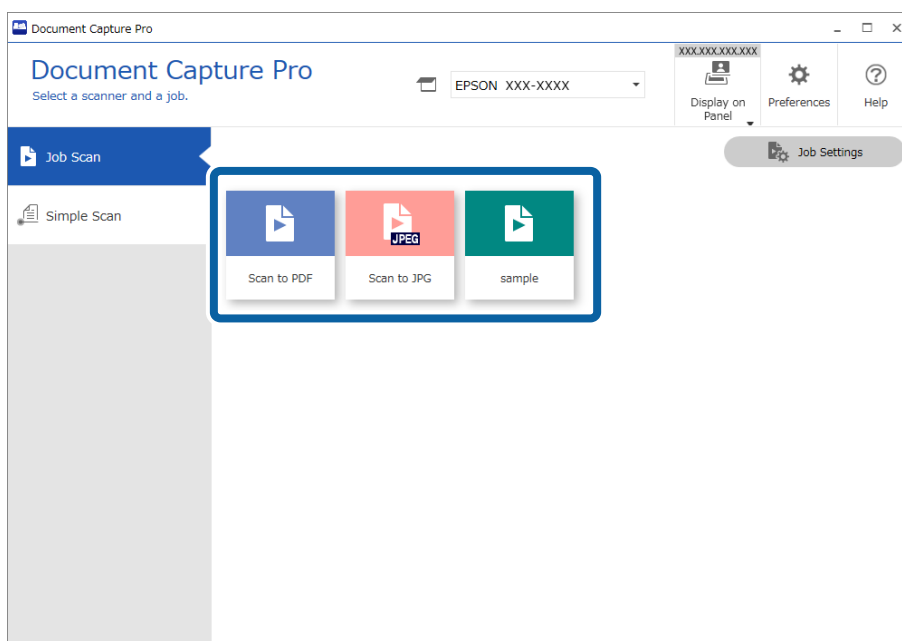 Document Capture Pro
Document Capture Pro
Select a scanner and a job.
EPSON XXX-XXXX
XXX.XXX.XXX.XXX
Display on
Panel
Preferences
Help
Job Scan
Simple Scan
Job Settings
Scan to PDF
JPEG
Scan to JPG
sample